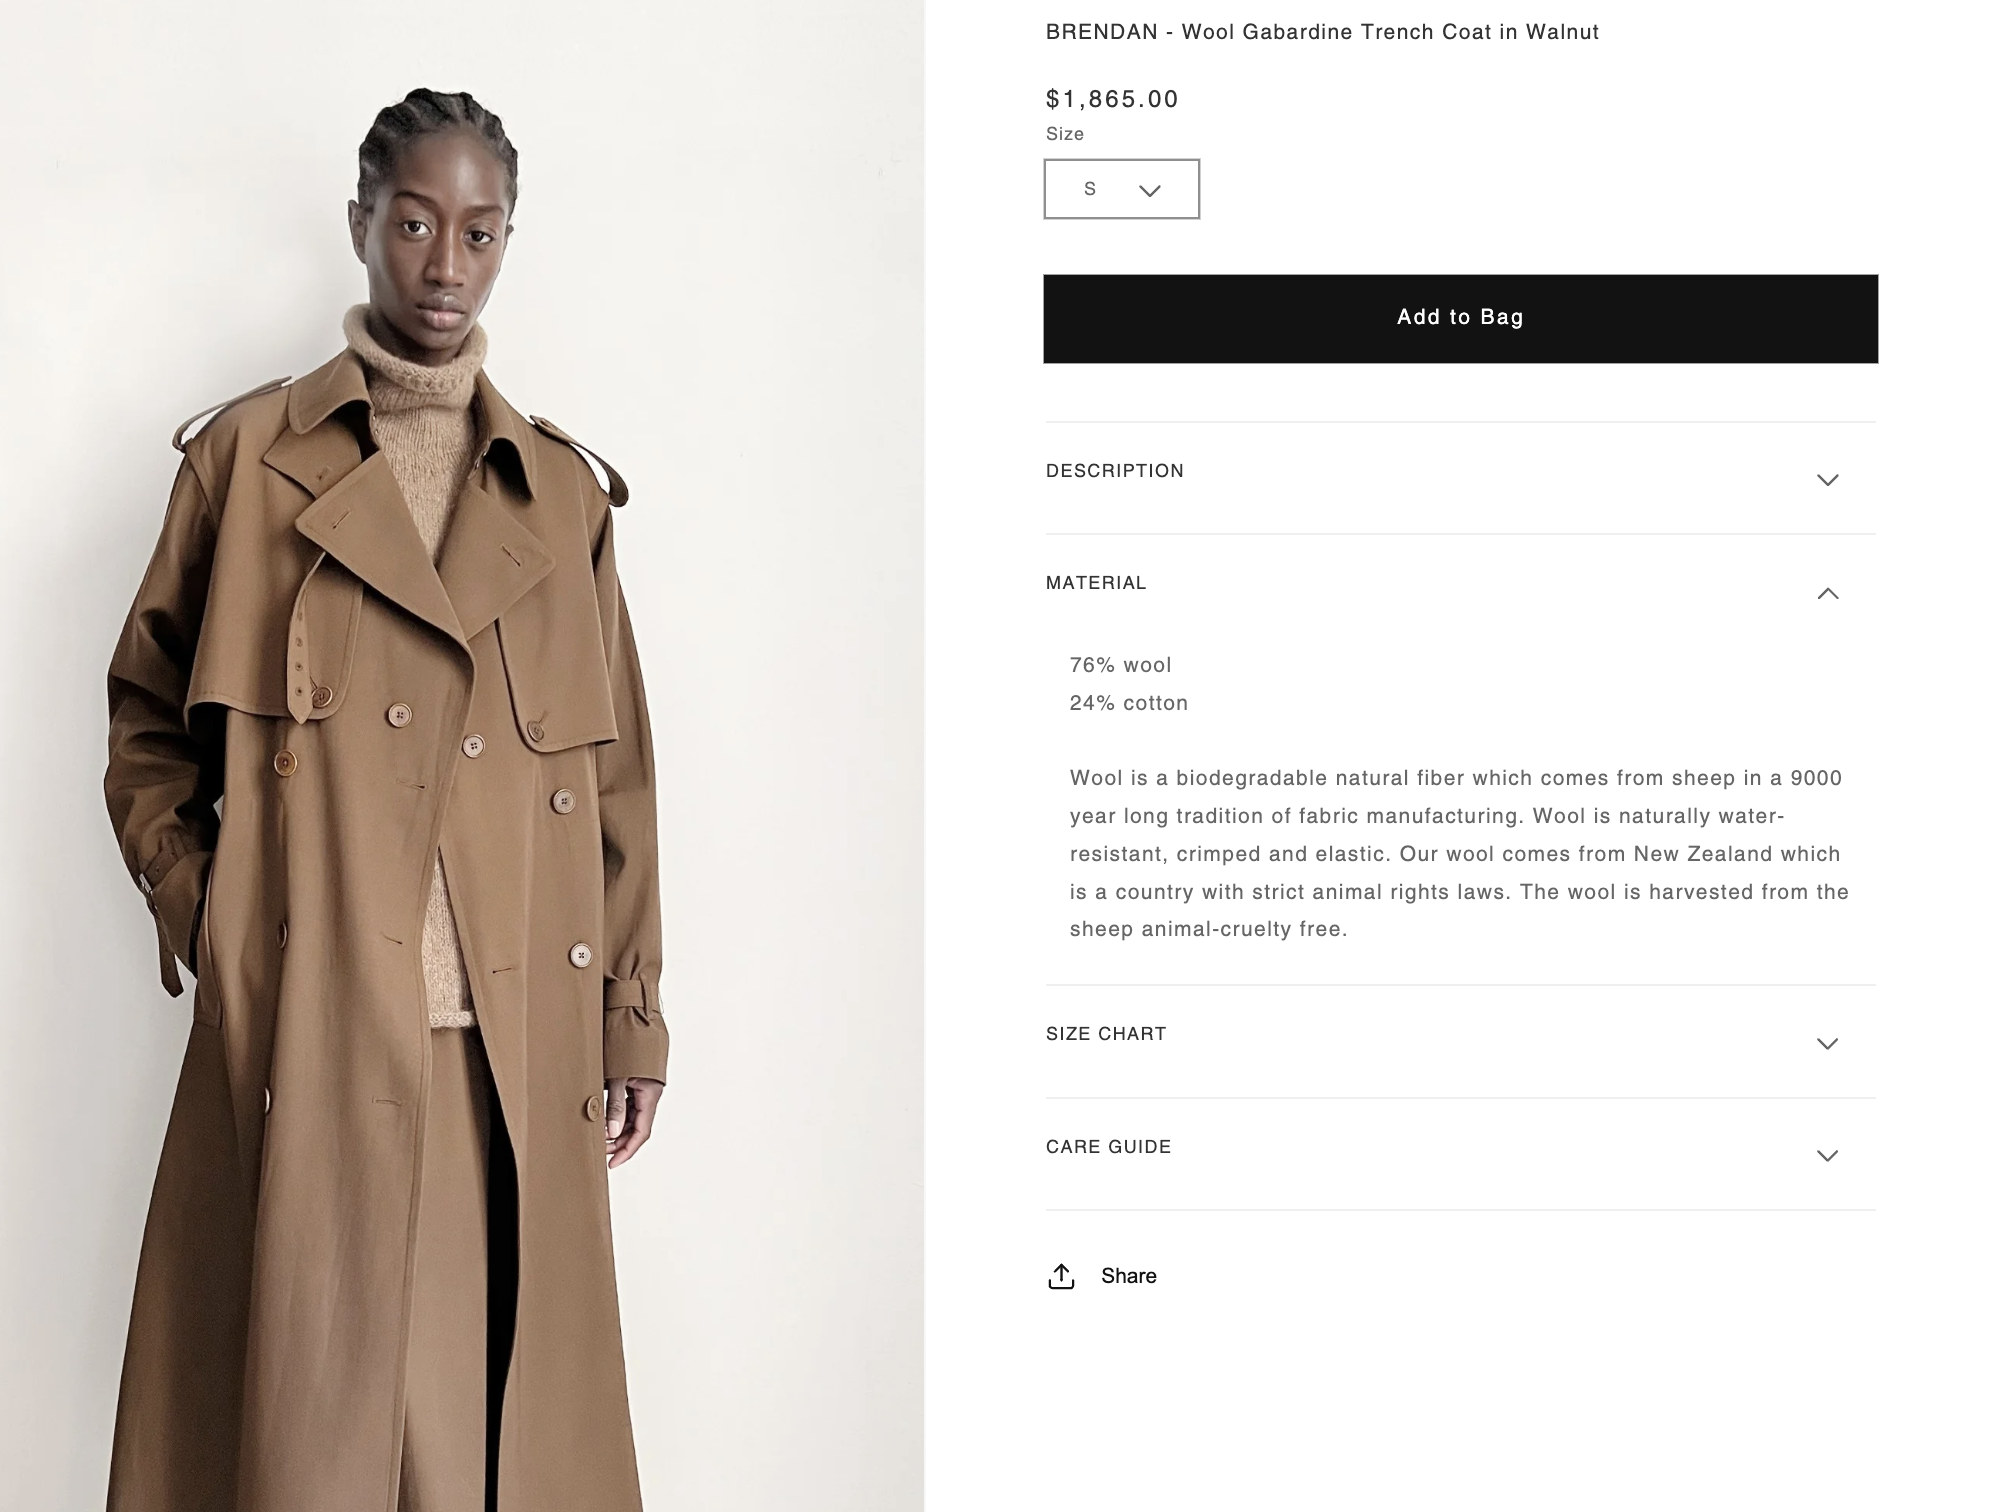 BRENDAN - Wool Gabardine Trench Coat in Walnut
$1,865.00
Size
S
Add to Bag
DESCRIPTION
MATERIAL
76% wool
24% cotton
Wool is a biodegradable natural fiber which comes from sheep in a 9000
year long tradition of fabric manufacturing. Wool is naturally water-
resistant, crimped and elastic. Our wool comes from New Zealand which
is a country with strict animal rights laws. The wool is harvested from the
sheep animal-cruelty free.
SIZE CHART
CARE GUIDE
Share